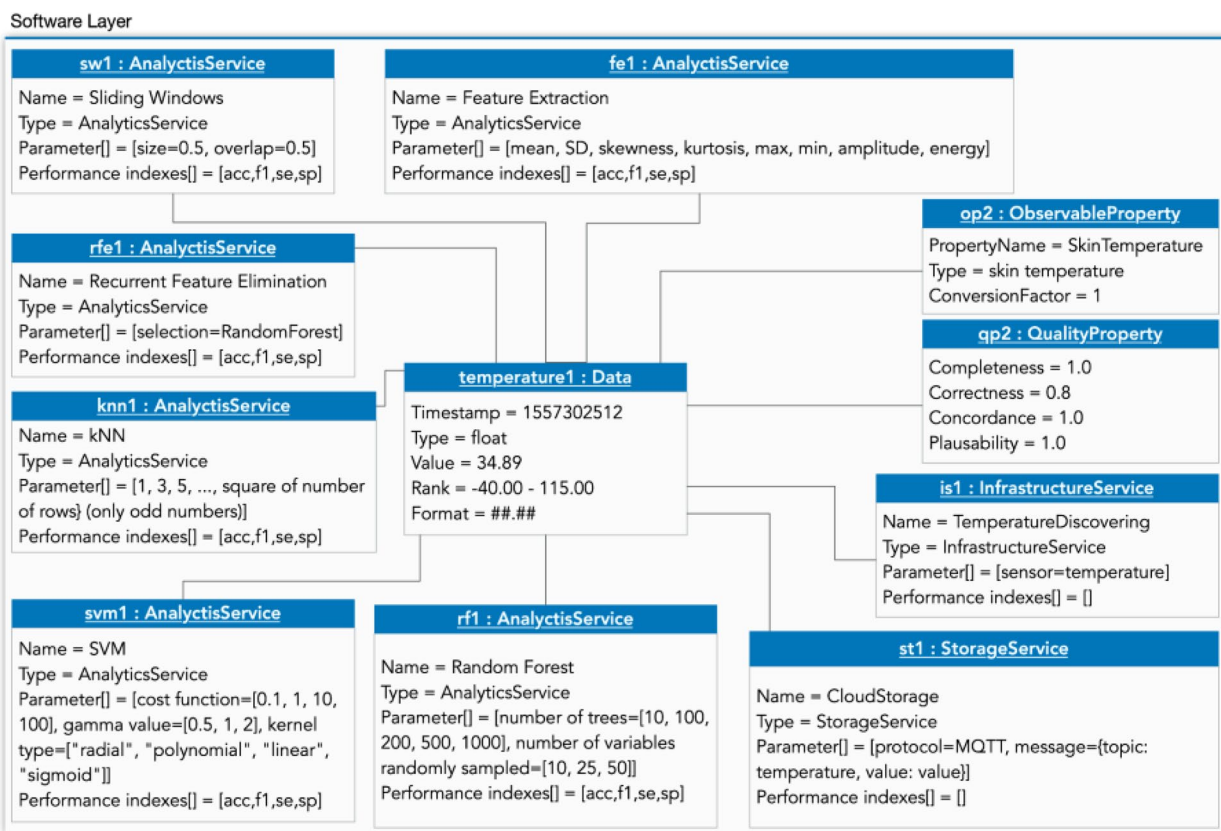 Software Layer
sw1 : AnalyctisService
Name = Sliding Windows
Type = AnalyticsService
Parameter[] = [size=0.5, overlap=0.5]
Performance indexes[] = [acc,f1,se,sp]
fe1 : AnalyctisService
Name = Feature Extraction
Type = AnalyticsService
Parameter[] = [mean, SD, skewness, kurtosis, max, min, amplitude, energy]
Performance indexes[] = [acc,f1,se,sp]
op2 : ObservableProperty
PropertyName = SkinTemperature
Type = skin temperature
ConversionFactor = 1
rfe1 : AnalyctisService
Name = Recurrent Feature Elimination
Type = AnalyticsService
Parameter[] = [selection=RandomForest]
Performance indexes[] = [acc,f1,se,sp]
qp2 : QualityProperty
Completeness = 1.0
Correctness = 0.8
Concordance = 1.0
Plausability = 1.0
temperature1 : Data
Timestamp = 1557302512
Type = float
Value = 34.89
Rank = -40.00 - 115.00
Format = ##.##
knn1 : AnalyctisService
Name = kNN
Type = AnalyticsService
Parameter[] = [1, 3, 5, ..., square of number
of rows} (only odd numbers)]
Performance indexes[] = [acc,f1,se,sp]
is1 : InfrastructureService
Name = TemperatureDiscovering
Type = InfrastructureService
Parameter[] = [sensor=temperature]
Performance indexes[] = []
svm1 : AnalyctisService
Name = SVM
Type = AnalyticsService
Parameter[] = [cost function=[0.1, 1, 10,
100], gamma value=[0.5, 1, 2], kernel
type=["radial", "polynomial", "linear",
"sigmoid"]]
Performance indexes[] = [acc,f1,se,sp]
rf1 : AnalyctisService
Name = Random Forest
Type = AnalyticsService
Parameter[] = [number of trees=[10, 100,
200, 500, 1000], number of variables
randomly sampled=[10, 25, 50]]
Performance indexes[] = [acc,f1,se,sp]
st1 : StorageService
Name = CloudStorage
Type = StorageService
Parameter[] = [protocol=MQTT, message={topic:
temperature, value: value}]
Performance indexes[] = []